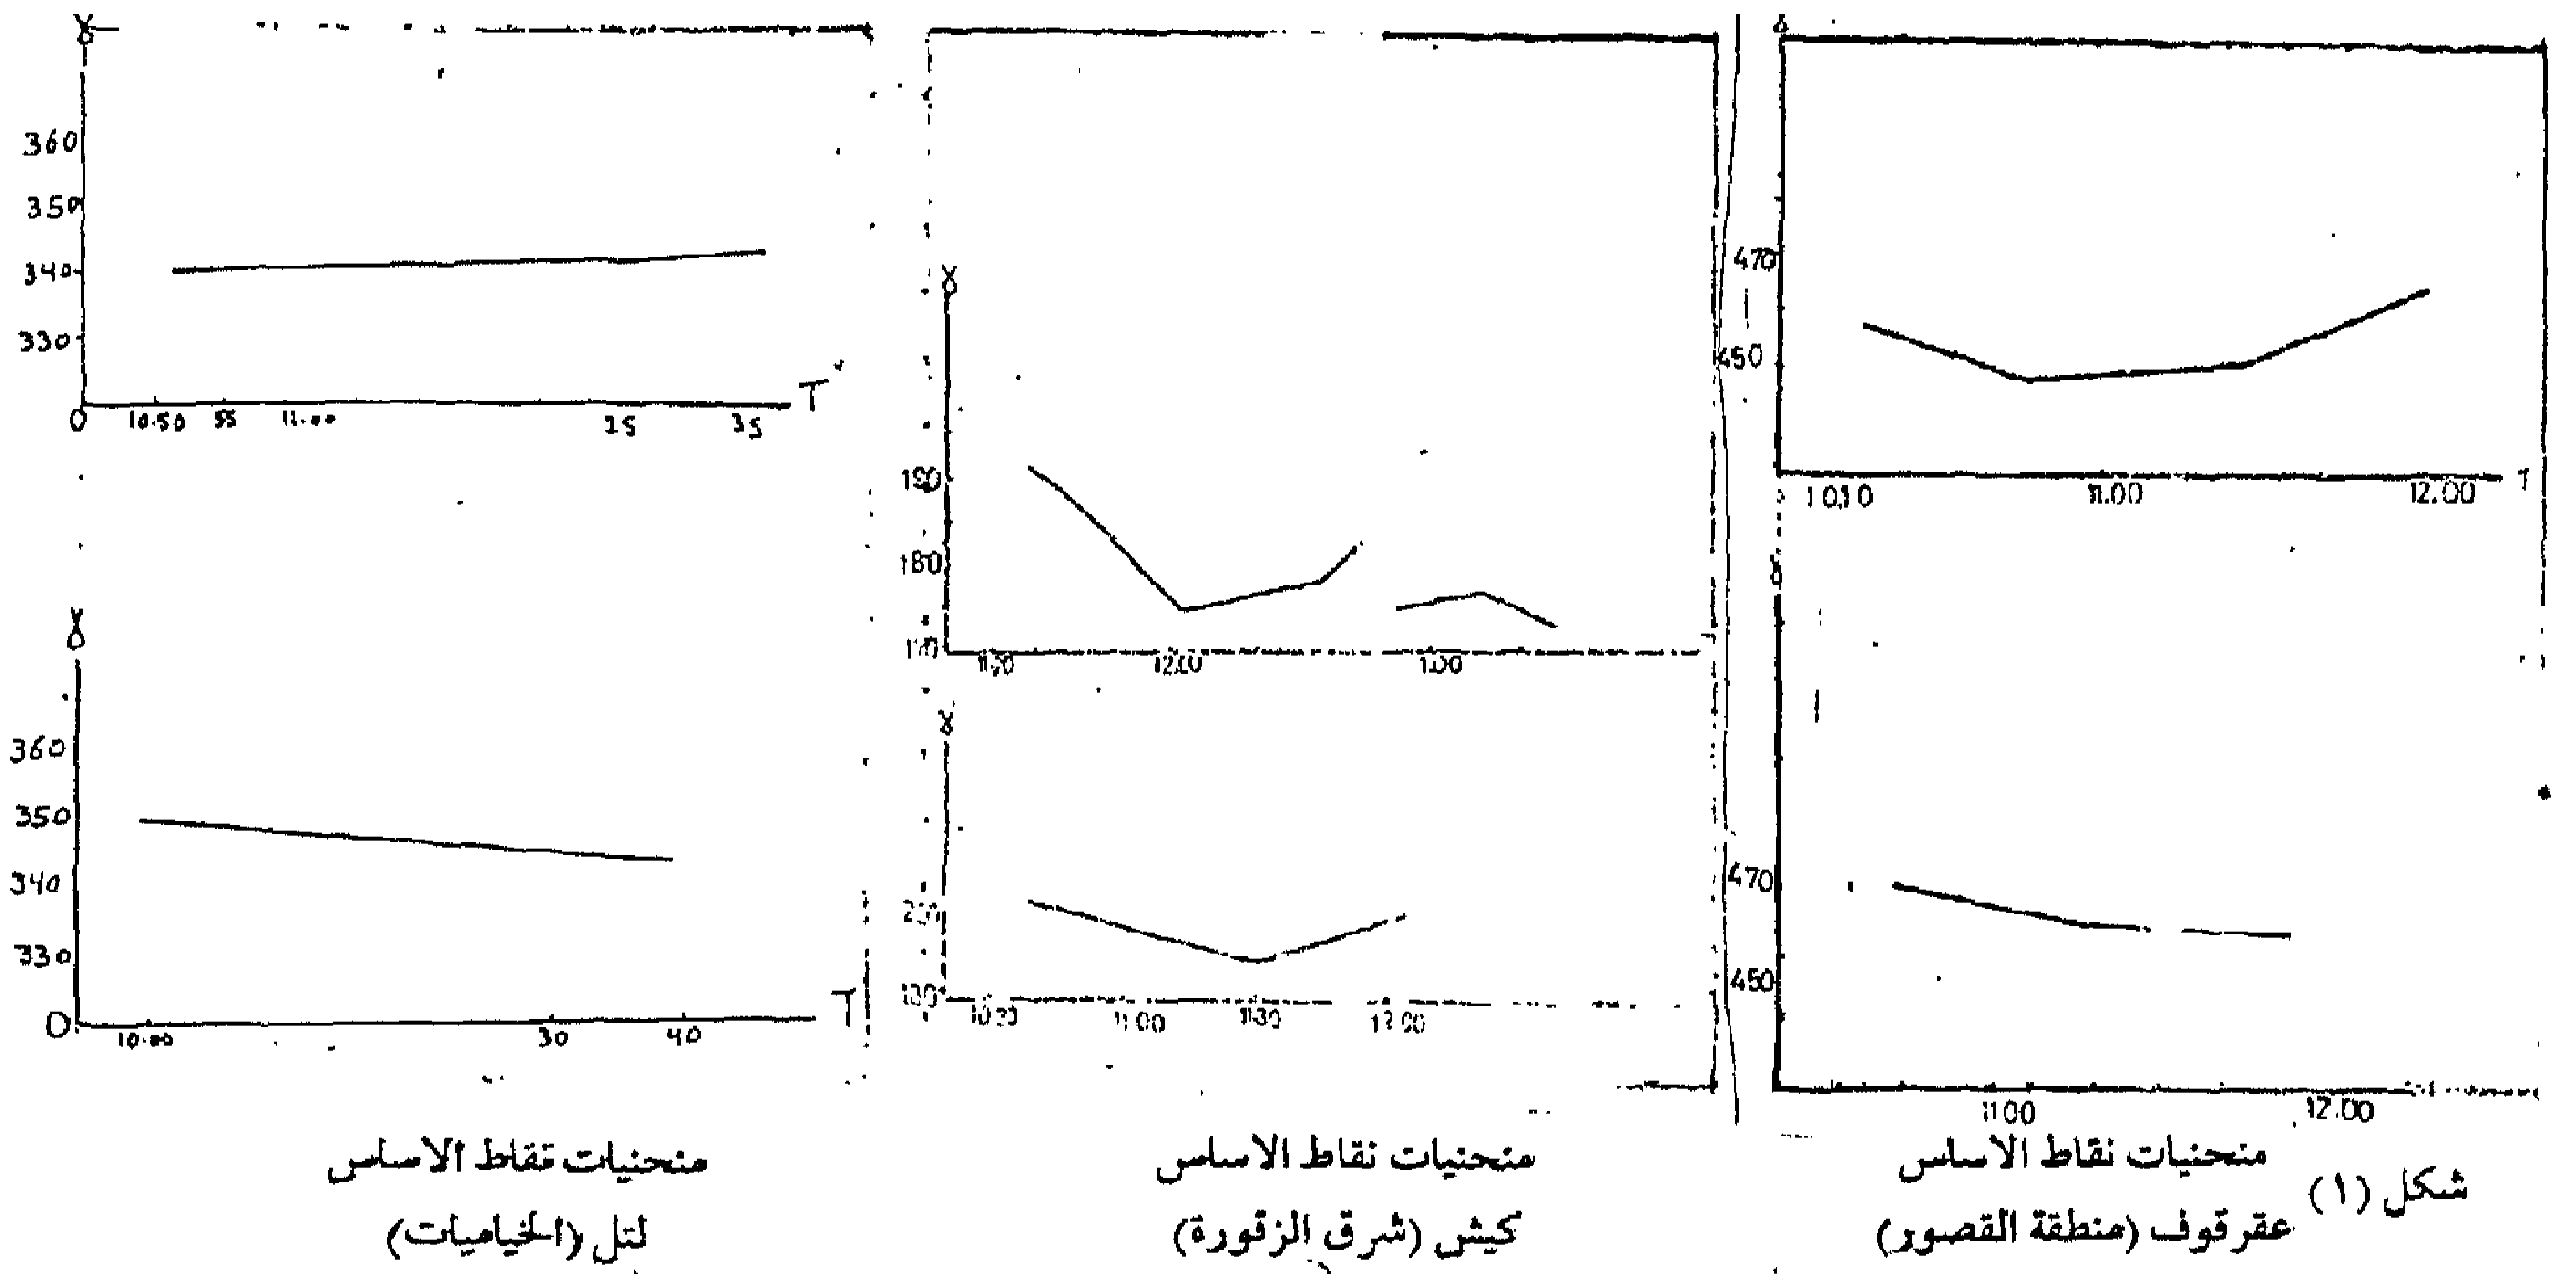 γ
360
350
340
330
0 10.50 55 11.00 25 35 T
γ
360
350
340
330
0 10.00 30 40 T
منحنيات نقاط الاساس
لتل (الخياميات)
γ
190
180
170
12.00 1.00
γ
10.30 11.00 11.30 12.00
منحنيات نقاط الاساس
كيش (شرق الزقورة)
470
450
10.10 11.00 12.00 T
470
450
11.00 12.00
منحنيات نقاط الاساس
عقرقوف (منطقة القصور)
شكل (١)